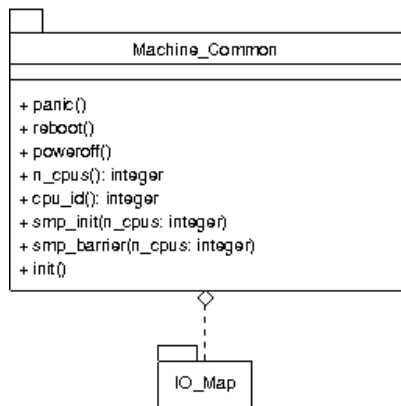 Machine_Common
+ panic()
+ reboot()
+ poweroff()
+ n_cpus(): integer
+ cpu_id(): integer
+ smp_init(n_cpus: integer)
+ smp_barrier(n_cpus: integer)
+ init()
IO_Map